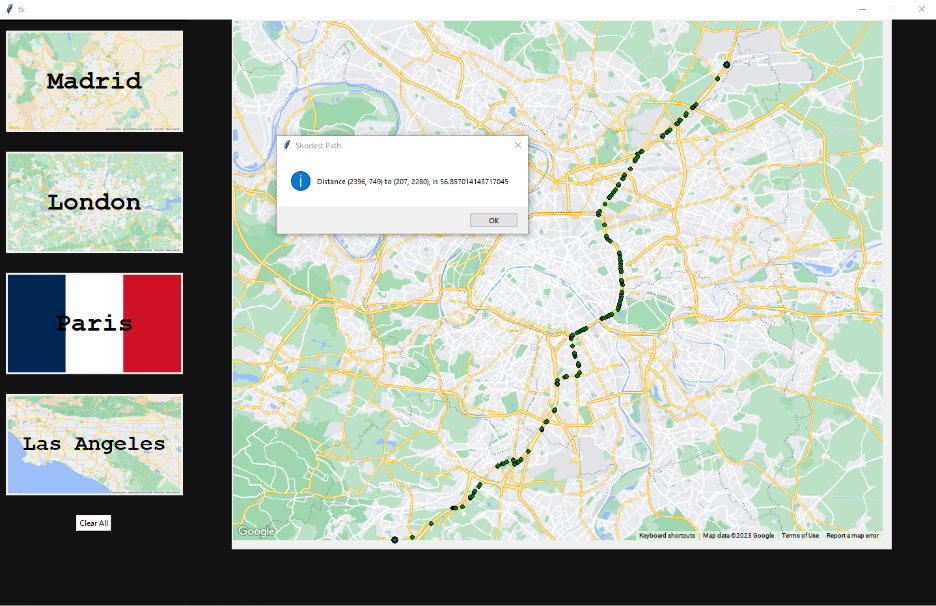 tk
Madrid
London
Paris
Las Angeles
Clear All
Shortest Path
Distance (2396, 749) to (207, 2280), is 56.857014143717045
OK
Google
Keyboard shortcuts
Map data ©2023 Google
Terms of Use
Report a map error